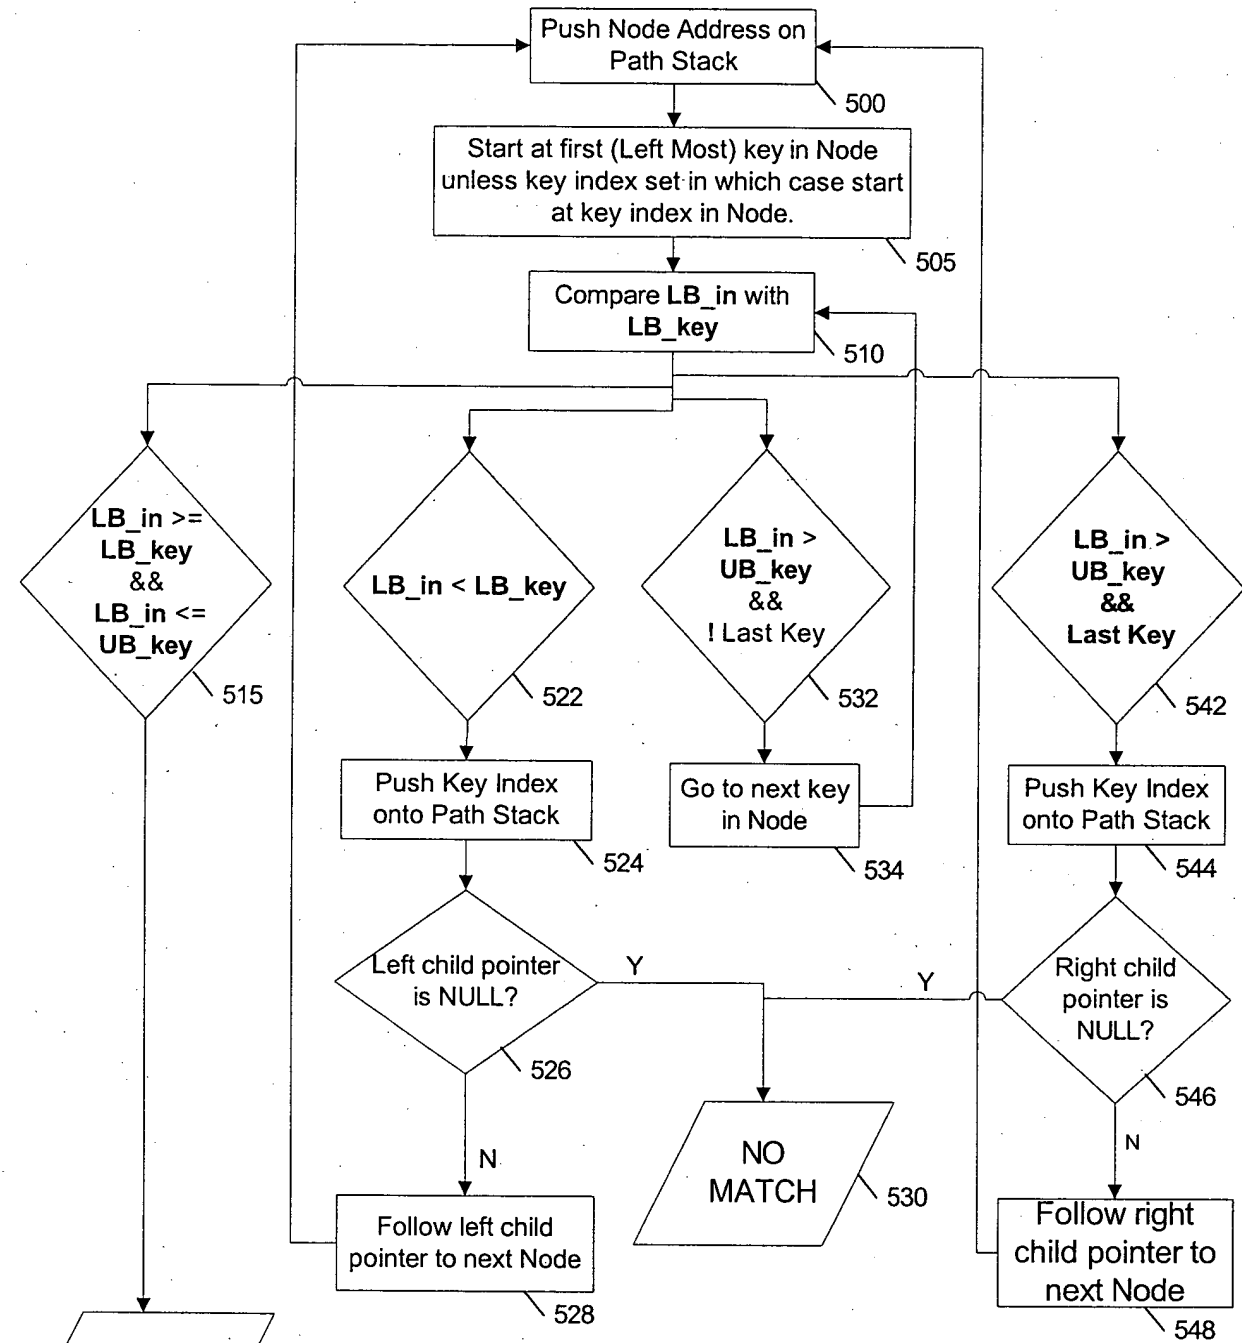 Push Node Address on
Path Stack
500
Start at first (Left Most) key in Node
unless key index set in which case start
at key index in Node.
505
Compare LB_in with
LB_key
510
LB_in >=
LB_key
&&
LB_in <=
UB_key
515
LB_in < LB_key
522
LB_in >
UB_key
&&
! Last Key
532
LB_in >
UB_key
&&
Last Key
542
Push Key Index
onto Path Stack
524
Go to next key
in Node
534
Push Key Index
onto Path Stack
544
Left child pointer
is NULL?
Y
526
Y
Right child
pointer is
NULL?
546
N
N
NO
MATCH
530
Follow left child
pointer to next Node
528
Follow right
child pointer to
next Node
548